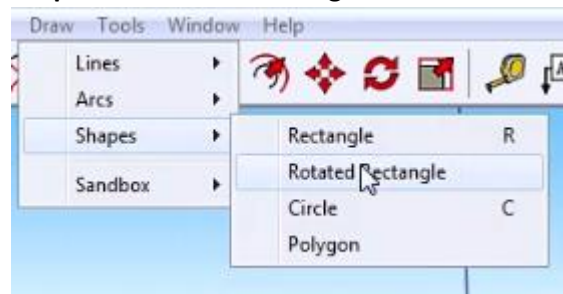 Draw Tools Window Help
Lines
Arcs
Shapes
Sandbox
Rectangle R
Rotated Rectangle
Circle C
Polygon
A